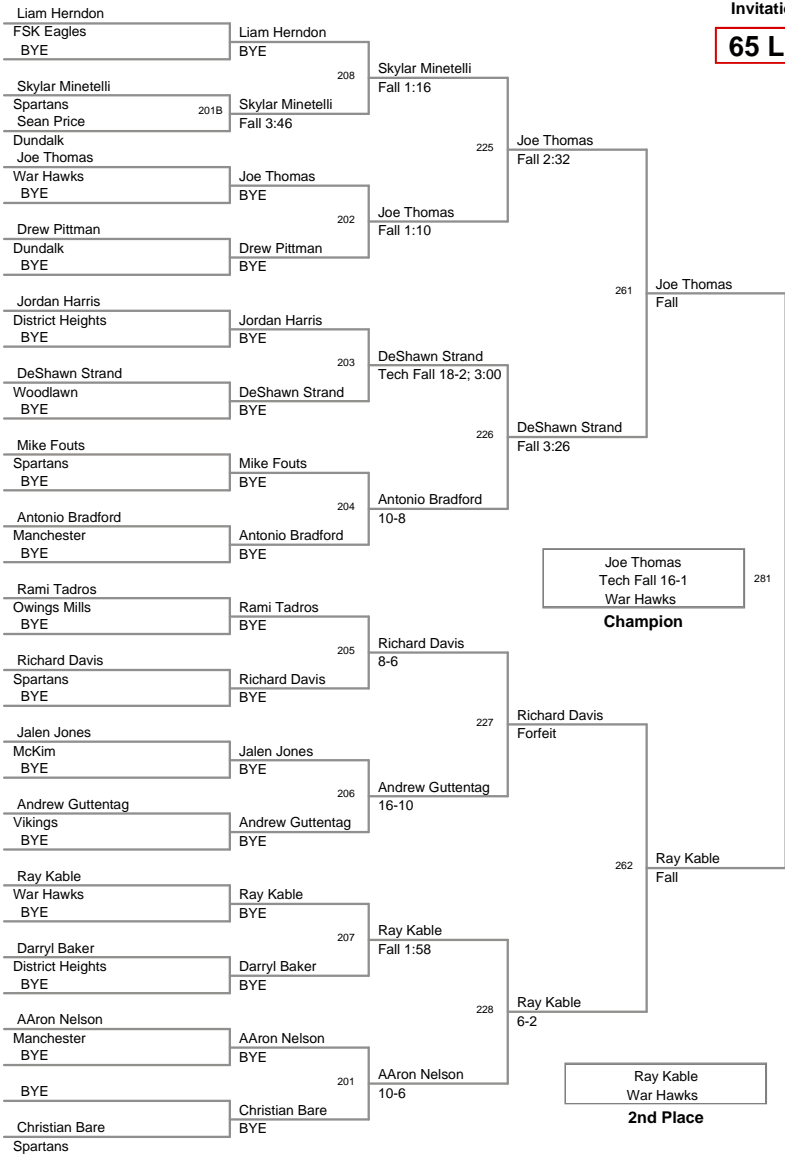 Invitatio
65 L
Liam Herndon
FSK Eagles
BYE
Skylar Minetelli
Spartans
Sean Price
Dundalk
201B
Joe Thomas
War Hawks
BYE
Drew Pittman
Dundalk
BYE
Jordan Harris
District Heights
BYE
DeShawn Strand
Woodlawn
BYE
Mike Fouts
Spartans
BYE
Antonio Bradford
Manchester
BYE
Rami Tadros
Owings Mills
BYE
Richard Davis
Spartans
BYE
Jalen Jones
McKim
BYE
Andrew Guttentag
Vikings
BYE
Ray Kable
War Hawks
BYE
Darryl Baker
District Heights
BYE
AAron Nelson
Manchester
BYE
BYE
Christian Bare
Spartans
Liam Herndon
BYE
208
Skylar Minetelli
Fall 3:46
Joe Thomas
BYE
202
Drew Pittman
BYE
Jordan Harris
BYE
203
DeShawn Strand
BYE
Mike Fouts
BYE
204
Antonio Bradford
BYE
Rami Tadros
BYE
205
Richard Davis
BYE
Jalen Jones
BYE
206
Andrew Guttentag
BYE
Ray Kable
BYE
207
Darryl Baker
BYE
AAron Nelson
BYE
201
Christian Bare
BYE
Skylar Minetelli
Fall 1:16
225
Joe Thomas
Fall 1:10
DeShawn Strand
Tech Fall 18-2; 3:00
226
Antonio Bradford
10-8
Richard Davis
8-6
227
Andrew Guttentag
16-10
Ray Kable
Fall 1:58
228
AAron Nelson
10-6
Joe Thomas
Fall 2:32
261
DeShawn Strand
Fall 3:26
Richard Davis
Forfeit
262
Ray Kable
6-2
Joe Thomas
Fall
Ray Kable
Fall
Joe Thomas
Tech Fall 16-1
War Hawks
281
Champion
Ray Kable
War Hawks
2nd Place